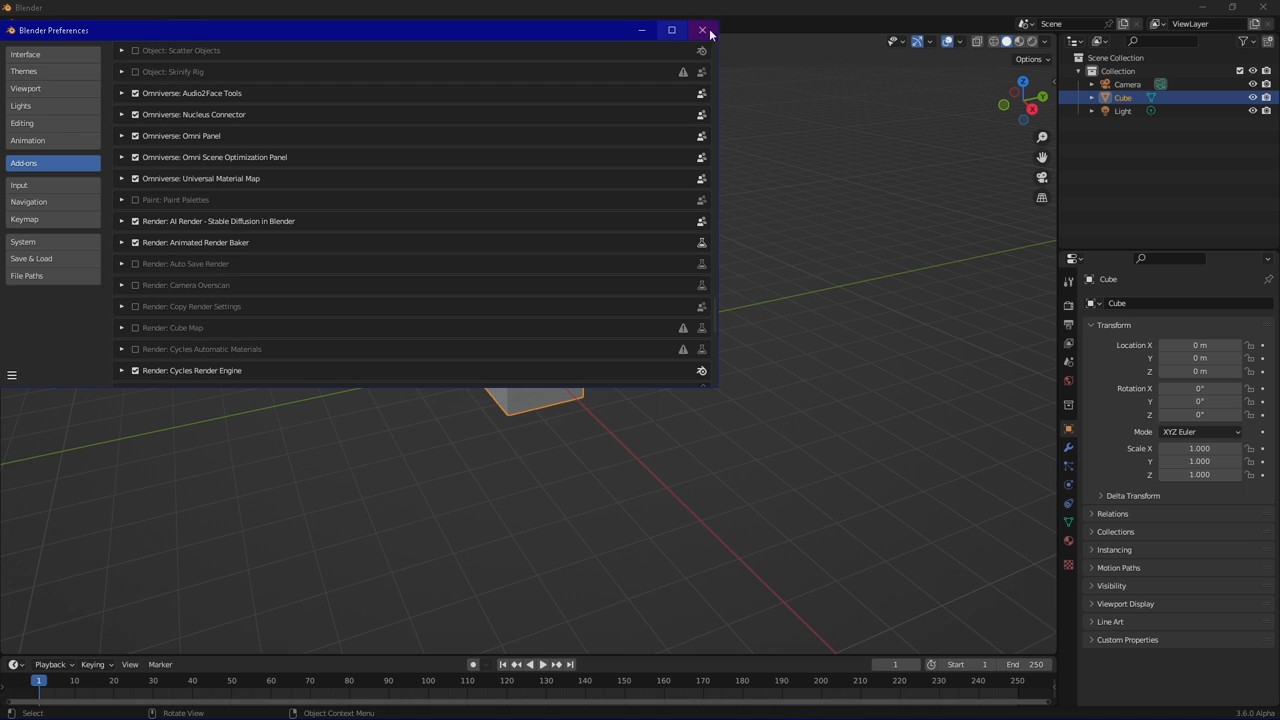 Blender
Blender Preferences
Interface
Themes
Viewport
Lights
Editing
Animation
Add-ons
Input
Navigation
Keymap
System
Save & Load
File Paths
Object: Scatter Objects
Object: Skinify Rig
Omniverse: Audio2Face Tools
Omniverse: Nucleus Connector
Omniverse: Omni Panel
Omniverse: Omni Scene Optimization Panel
Omniverse: Universal Material Map
Paint: Paint Palettes
Render: AI Render - Stable Diffusion in Blender
Render: Animated Render Baker
Render: Auto Save Render
Render: Camera Overscan
Render: Copy Render Settings
Render: Cube Map
Render: Cycles Automatic Materials
Render: Cycles Render Engine
Scene
ViewLayer
Options
Z
Y
X
Scene Collection
Collection
Camera
Cube
Light
Cube
Cube
Transform
Location X 0 m
Y 0 m
Z 0 m
Rotation X 0°
Y 0°
Z 0°
Mode XYZ Euler
Scale X 1.000
Y 1.000
Z 1.000
Delta Transform
Relations
Collections
Instancing
Motion Paths
Visibility
Viewport Display
Line Art
Custom Properties
Playback Keying View Marker
1 Start 1 End 250
1 10 20 30 40 50 60 70 80 90 100 110 120 130 140 150 160 170 180 190 200 210 220 230 240 250
Select Rotate View Object Context Menu 3.6.0 Alpha